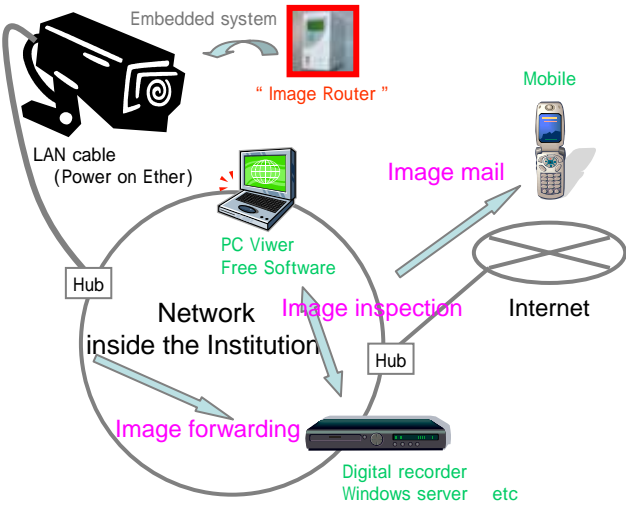 Embedded system
“ Image Router ”
Mobile
LAN cable
(Power on Ether)
Image mail
PC Viwer
Free Software
Hub
Network
inside the Institution
Image inspection
Internet
Hub
Image forwarding
Digital recorder
Windows server etc